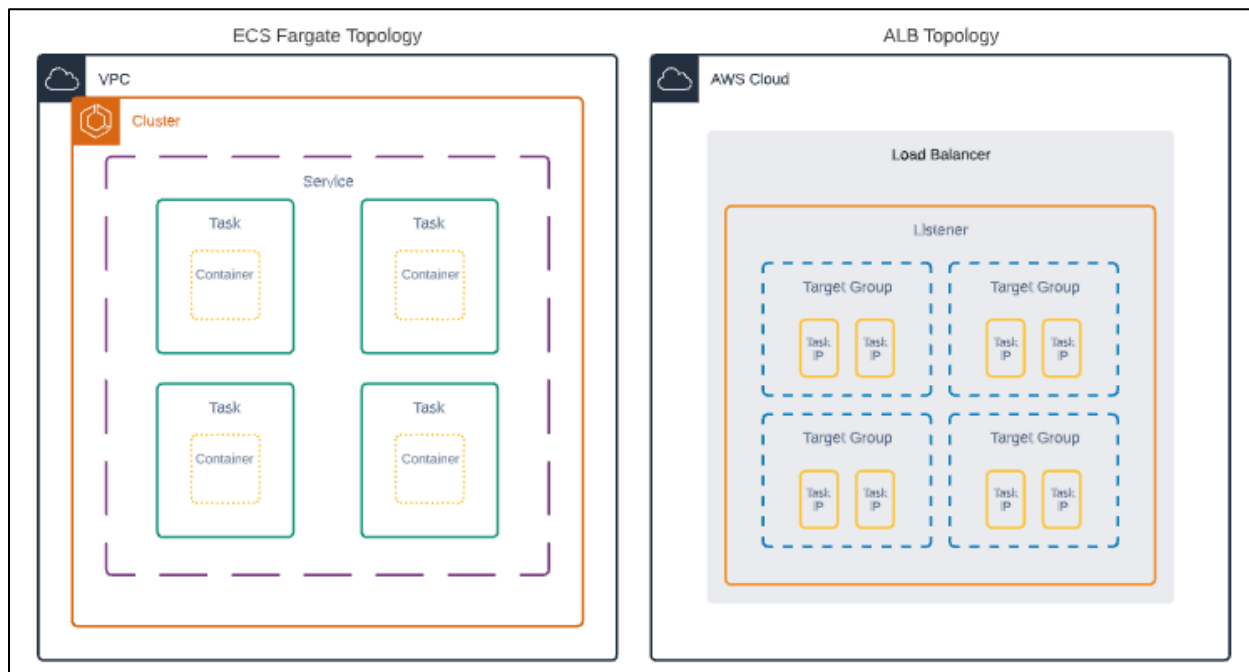 ECS Fargate Topology
VPC
Cluster
Service
Task
Container
Task
Container
Task
Container
Task
Container
ALB Topology
AWS Cloud
Load Balancer
Listener
Target Group
Task
IP
Task
IP
Target Group
Task
IP
Task
IP
Target Group
Task
IP
Task
IP
Target Group
Task
IP
Task
IP